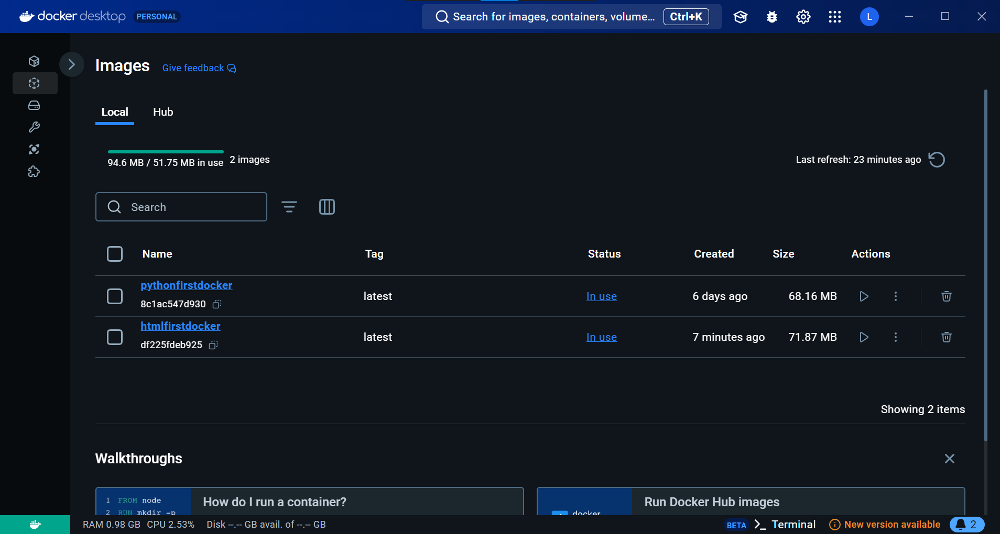 docker desktop PERSONAL Search for images, containers, volume... Ctrl+K L
Images Give feedback
Local Hub
94.6 MB / 51.75 MB in use 2 images Last refresh: 23 minutes ago
Search
Name Tag Status Created Size Actions
pythonfirstdocker
8c1ac547d930 latest In use 6 days ago 68.16 MB
htmlfirstdocker
df225fdeb925 latest In use 7 minutes ago 71.87 MB
Showing 2 items
Walkthroughs
1 FROM node
2 RUN mkdir -p
How do I run a container?
docker
Run Docker Hub images
RAM 0.98 GB CPU 2.53% Disk --.-- GB avail. of --.-- GB BETA >_ Terminal New version available 2